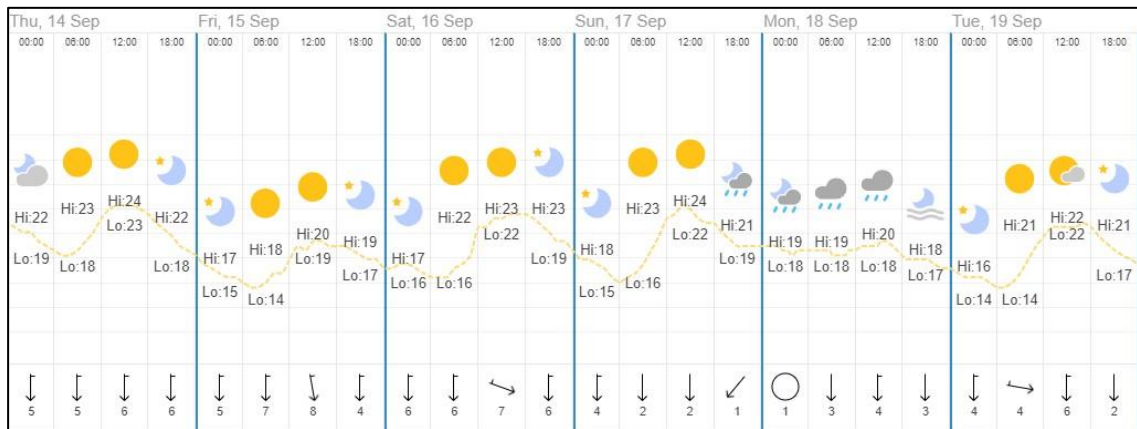 Thu, 14 Sep Fri, 15 Sep Sat, 16 Sep Sun, 17 Sep Mon, 18 Sep Tue, 19 Sep
00:00 06:00 12:00 18:00 00:00 06:00 12:00 18:00 00:00 06:00 12:00 18:00 00:00 06:00 12:00 18:00 00:00 06:00 12:00 18:00 00:00 06:00 12:00 18:00
Hi:22 Hi:23 Hi:24 Hi:22 Hi:17 Hi:18 Hi:20 Hi:19 Hi:17 Hi:22 Hi:23 Hi:23 Hi:18 Hi:23 Hi:24 Hi:21 Hi:19 Hi:19 Hi:20 Hi:18 Hi:16 Hi:21 Hi:22 Hi:21
Lo:19 Lo:18 Lo:23 Lo:18 Lo:15 Lo:14 Lo:19 Lo:17 Lo:16 Lo:16 Lo:22 Lo:19 Lo:15 Lo:16 Lo:22 Lo:19 Lo:18 Lo:18 Lo:18 Lo:17 Lo:14 Lo:14 Lo:22 Lo:17
5 5 6 6 5 7 8 4 6 6 7 6 4 2 2 1 1 3 4 3 4 4 6 2